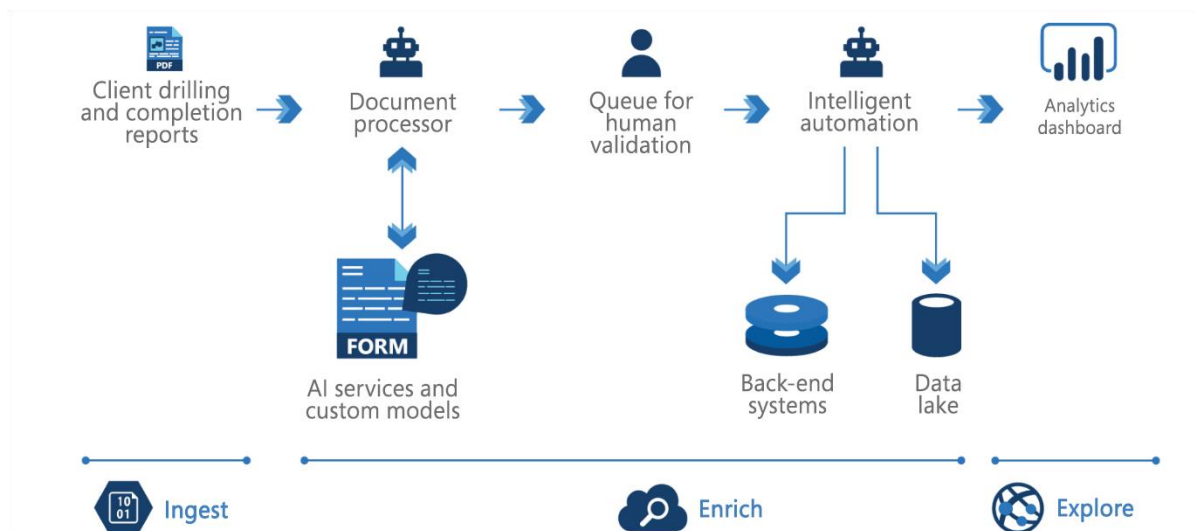 PDF
Client drilling
and completion
reports
Document
processor
Queue for
human
validation
Intelligent
automation
Analytics
dashboard
FORM
AI services and
custom models
Back-end
systems
Data
lake
10
01
Ingest
Enrich
Explore